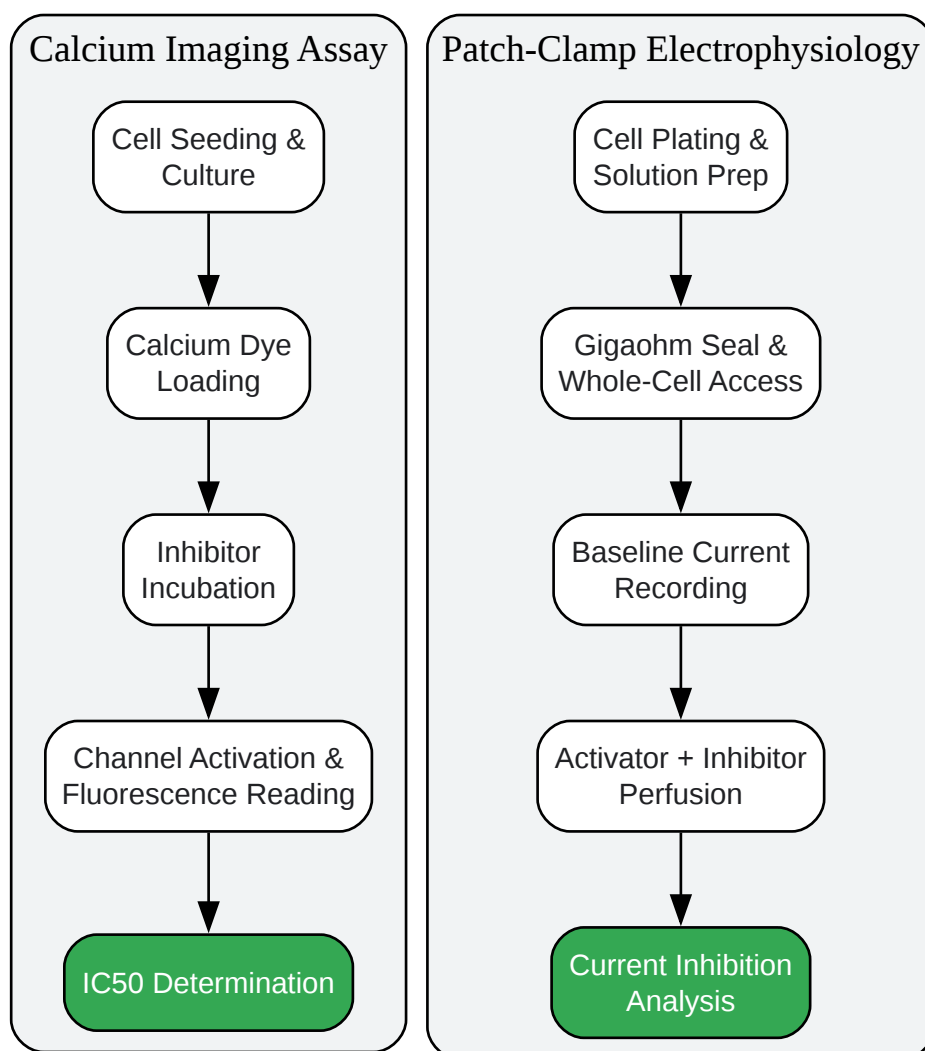 Calcium Imaging Assay
Cell Seeding &
Culture
Calcium Dye
Loading
Inhibitor
Incubation
Channel Activation &
Fluorescence Reading
IC50 Determination
Patch-Clamp Electrophysiology
Cell Plating &
Solution Prep
Gigaohm Seal &
Whole-Cell Access
Baseline Current
Recording
Activator + Inhibitor
Perfusion
Current Inhibition
Analysis